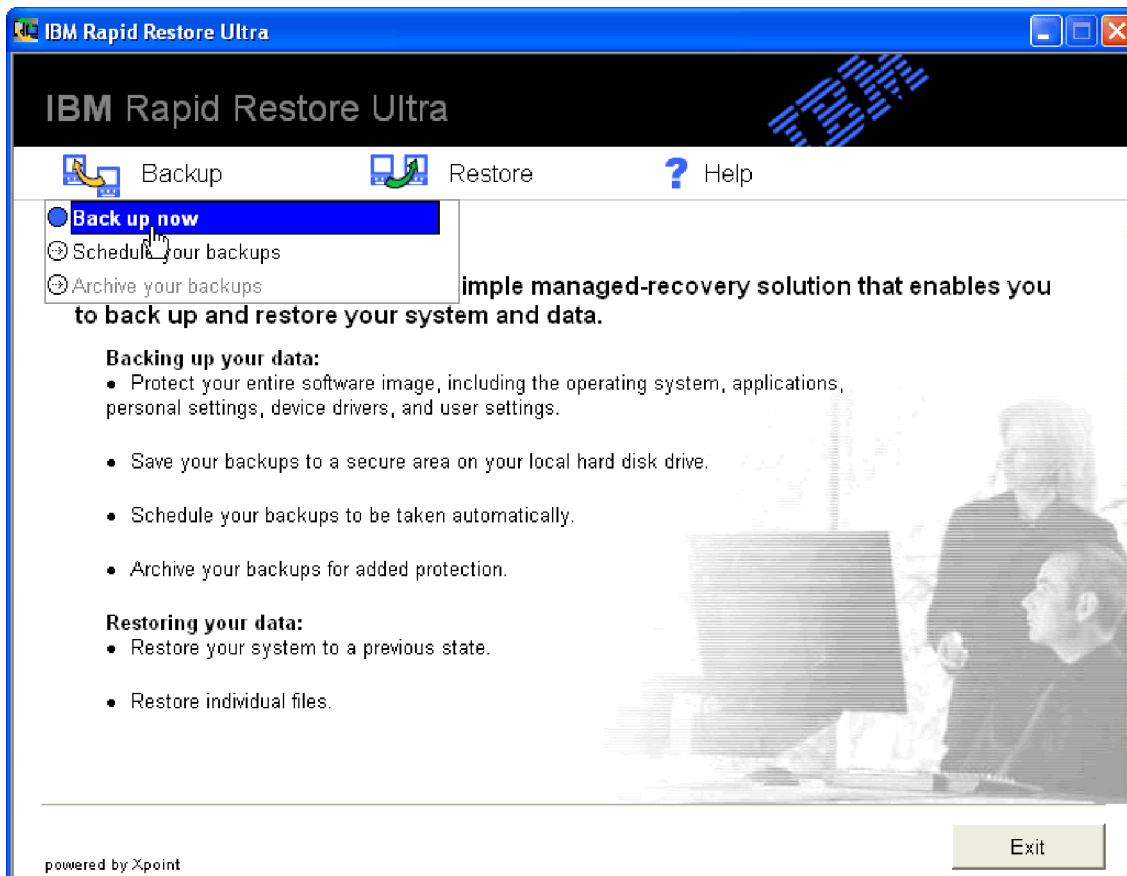 IBM Rapid Restore Ultra
IBM Rapid Restore Ultra
IBM
Backup
Restore
? Help
Back up now
Schedule your backups
Archive your backups
imple managed-recovery solution that enables you
to back up and restore your system and data.
Backing up your data:
• Protect your entire software image, including the operating system, applications,
personal settings, device drivers, and user settings.
• Save your backups to a secure area on your local hard disk drive.
• Schedule your backups to be taken automatically.
• Archive your backups for added protection.
Restoring your data:
• Restore your system to a previous state.
• Restore individual files.
Exit
powered by Xpoint